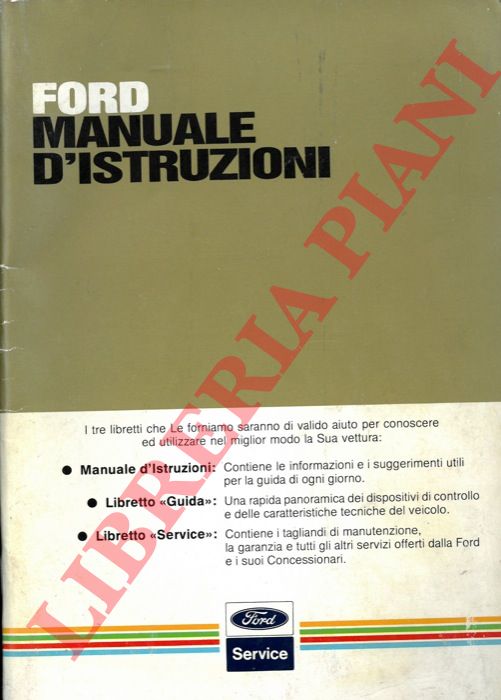 FORD
MANUALE
D'ISTRUZIONI
I tre libretti che Le forniamo saranno di valido aiuto per conoscere
ed utilizzare nel miglior modo la Sua vettura:
● Manuale d'Istruzioni: Contiene le informazioni e i suggerimenti utili
per la guida di ogni giorno.
● Libretto «Guida»: Una rapida panoramica dei dispositivi di controllo
e delle caratteristiche tecniche del veicolo.
● Libretto «Service»: Contiene i tagliandi di manutenzione,
la garanzia e tutti gli altri servizi offerti dalla Ford
e i suoi Concessionari.
Ford
Service
LIBRERIA PIANI